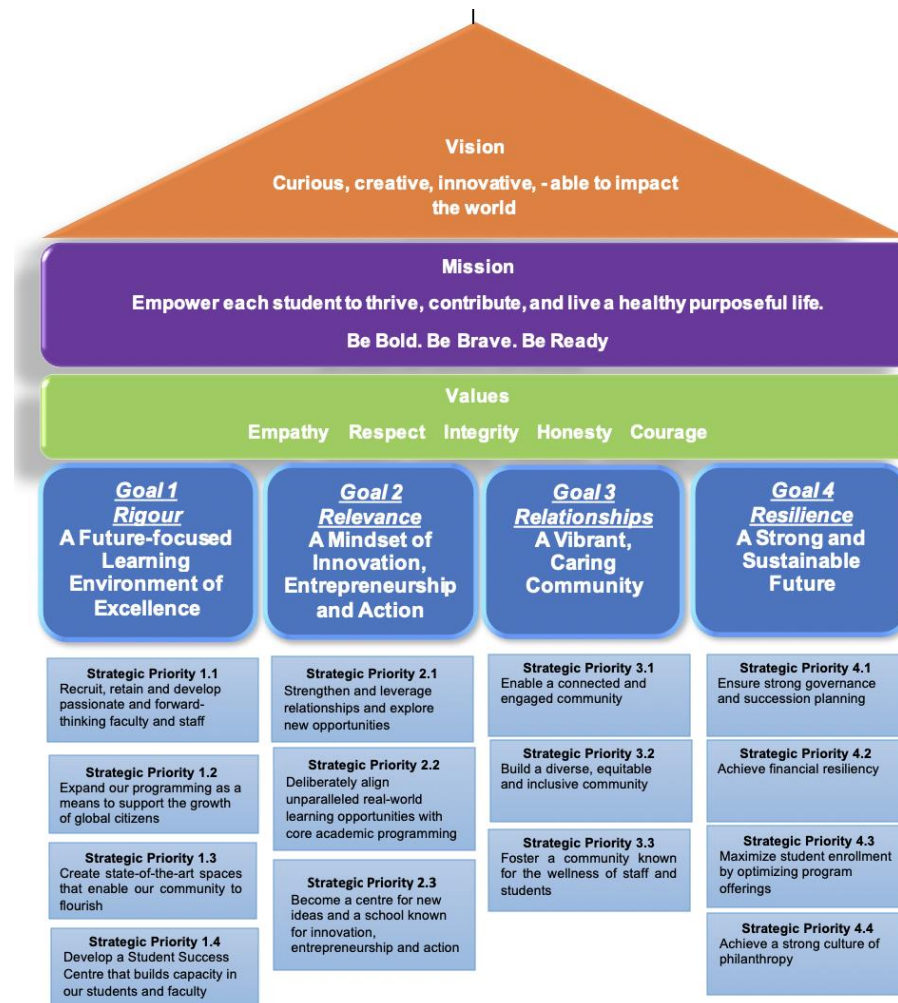 Vision
Curious, creative, innovative, - able to impact
the world
Mission
Empower each student to thrive, contribute, and live a healthy purposeful life.
Be Bold. Be Brave. Be Ready
Values
Empathy Respect Integrity Honesty Courage
Goal 1
Rigour
A Future-focused
Learning
Environment of
Excellence
Goal 2
Relevance
A Mindset of
Innovation,
Entrepreneurship
and Action
Goal 3
Relationships
A Vibrant,
Caring
Community
Goal 4
Resilience
A Strong and
Sustainable
Future
Strategic Priority 1.1
Recruit, retain and develop
passionate and forward-
thinking faculty and staff
Strategic Priority 1.2
Expand our programming as a
means to support the growth
of global citizens
Strategic Priority 1.3
Create state-of-the-art spaces
that enable our community to
flourish
Strategic Priority 1.4
Develop a Student Success
Centre that builds capacity in
our students and faculty
Strategic Priority 2.1
Strengthen and leverage
relationships and explore
new opportunities
Strategic Priority 2.2
Deliberately align
unparalleled real-world
learning opportunities with
core academic programming
Strategic Priority 2.3
Become a centre for new
ideas and a school known
for innovation,
entrepreneurship and action
Strategic Priority 3.1
Enable a connected and
engaged community
Strategic Priority 3.2
Build a diverse, equitable
and inclusive community
Strategic Priority 3.3
Foster a community known
for the wellness of staff and
students
Strategic Priority 4.1
Ensure strong governance
and succession planning
Strategic Priority 4.2
Achieve financial resiliency
Strategic Priority 4.3
Maximize student enrollment
by optimizing program
offerings
Strategic Priority 4.4
Achieve a strong culture of
philanthropy